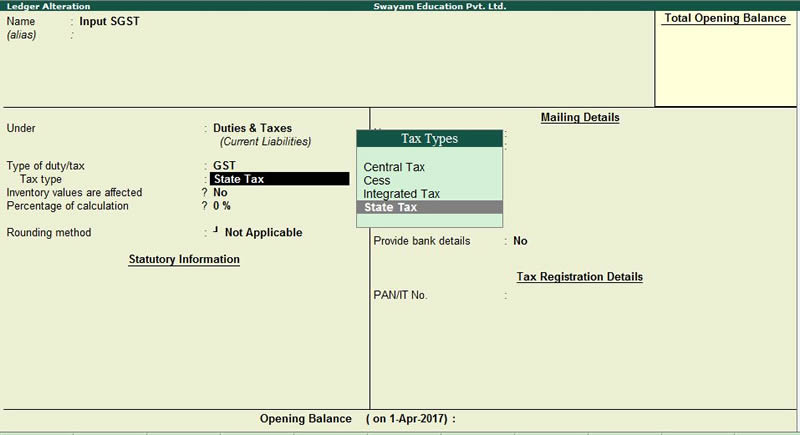 Ledger Alteration Swayam Education Pvt. Ltd.
Name : Input SGST
(alias) :
Total Opening Balance
Under : Duties & Taxes
(Current Liabilities)
Type of duty/tax : GST
Tax type : State Tax
Inventory values are affected ? No
Percentage of calculation ? 0 %
Rounding method : ┘ Not Applicable
Statutory Information
Mailing Details
:
:
Tax Types
Central Tax
Cess
Integrated Tax
State Tax
Provide bank details : No
Tax Registration Details
PAN/IT No. :
Opening Balance ( on 1-Apr-2017) :